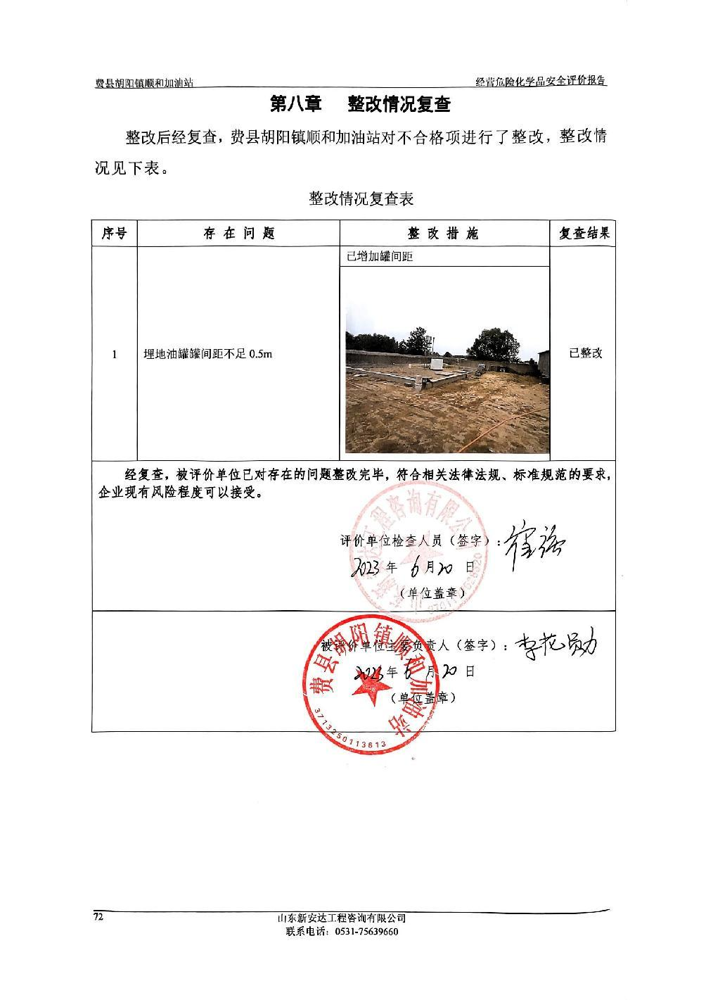 费县胡阳镇顺和加油站 经营危险化学品安全评价报告
第八章 整改情况复查
整改后经复查，费县胡阳镇顺和加油站对不合格项进行了整改，整改情
况见下表。
整改情况复查表
序号 存在问题 整改措施 复查结果
已增加罐间距
1 埋地油罐罐间距不足 0.5m 已整改
经复查，被评价单位已对存在的问题整改完毕，符合相关法律法规、标准规范的要求，
企业现有风险程度可以接受。
评价单位检查人员（签字）：
2023 年 6 月 20 日
（单位盖章）
被评价单位主要负责人（签字）：
2023 年 6 月 20 日
（单位盖章）
费县胡阳镇顺和加油站
3713250113613
72
山东新安达工程咨询有限公司
联系电话：0531-75639660